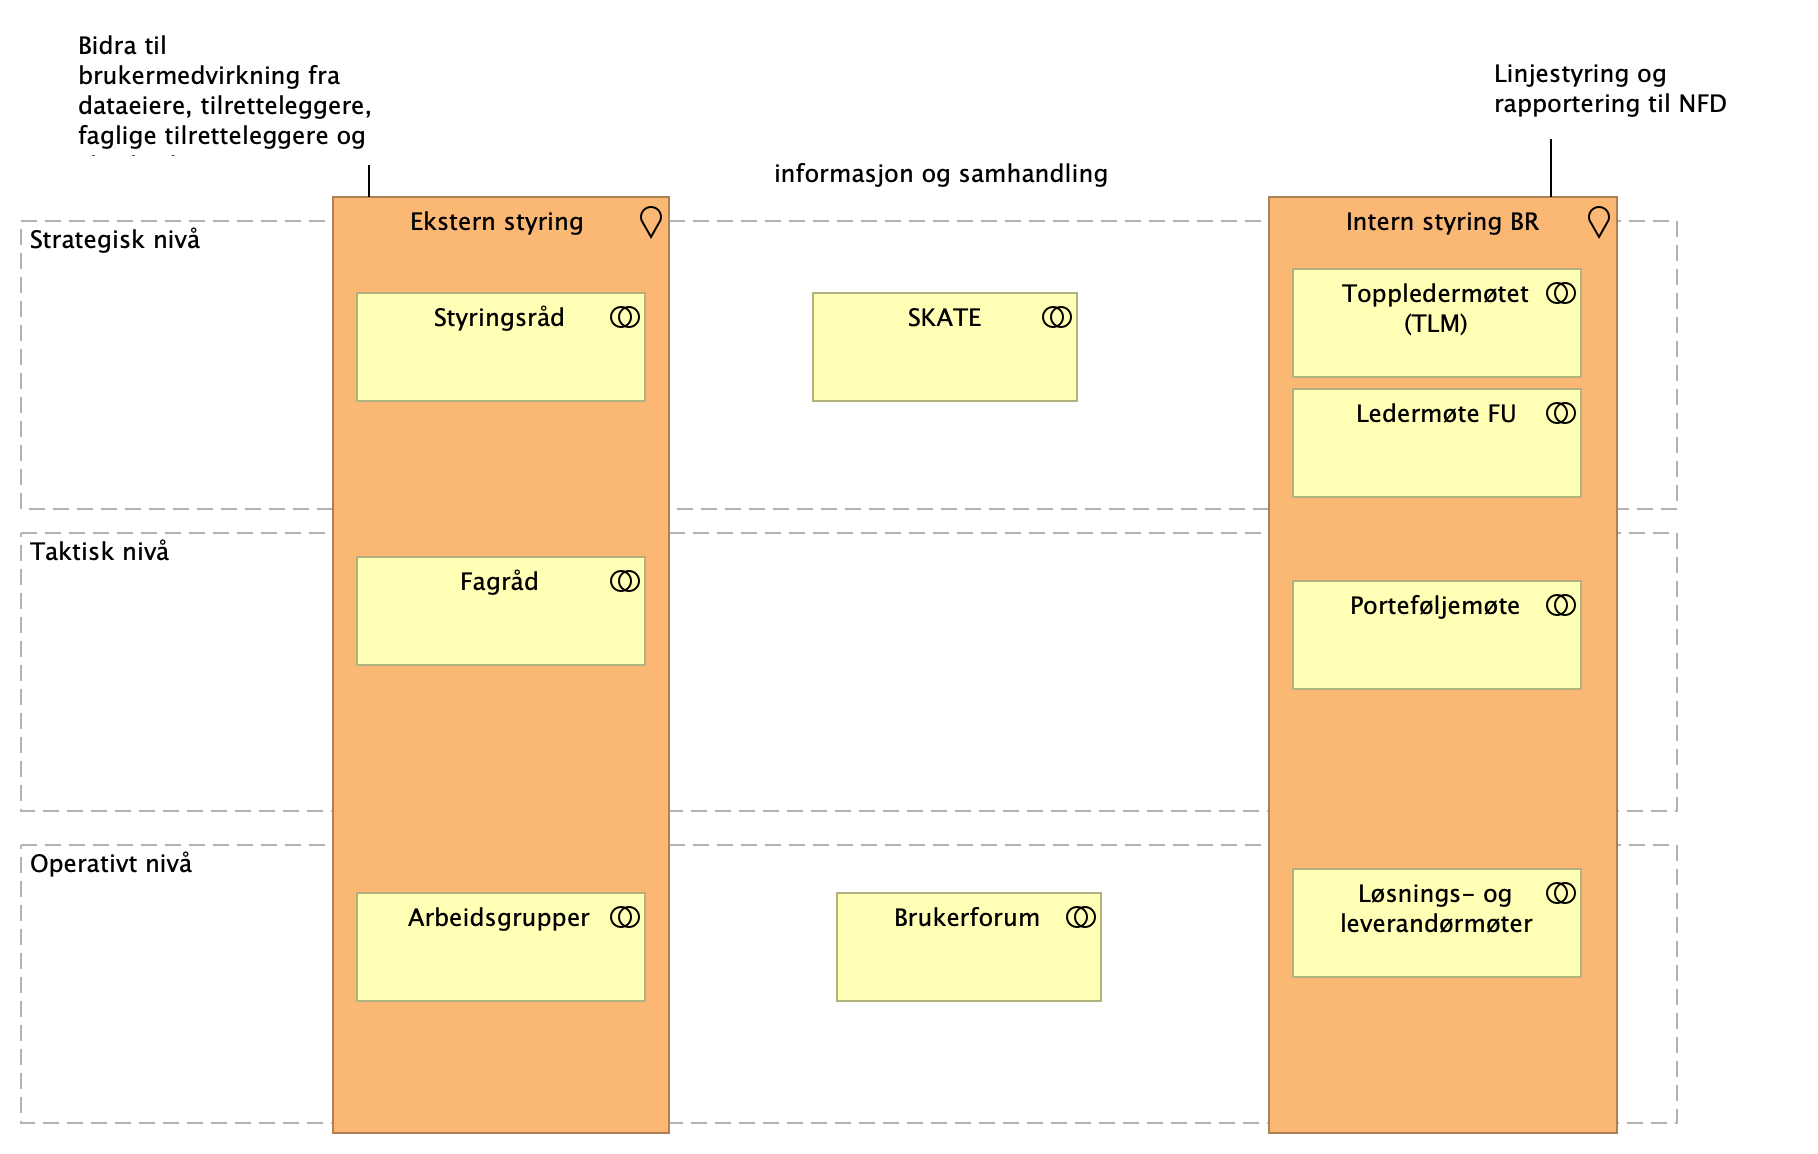 Bidra til
brukermedvirkning fra
dataeiere, tilretteleggere,
faglige tilretteleggere og
Linjestyring og
rapportering til NFD
informasjon og samhandling
Ekstern styring
Intern styring BR
Strategisk nivå
Styringsråd
SKATE
Toppledermøtet
(TLM)
Ledermøte FU
Taktisk nivå
Fagråd
Porteføljemøte
Operativt nivå
Arbeidsgrupper
Brukerforum
Løsnings- og
leverandørmøter